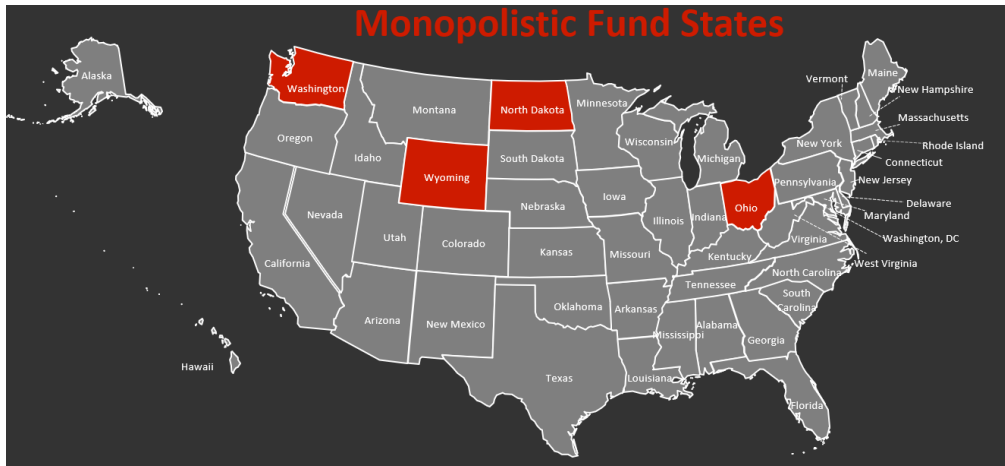 Monopolistic Fund States
Alaska
Washington
Montana
North Dakota
Minnesota
Vermont
Maine
New Hampshire
Massachusetts
Rhode Island
Connecticut
New York
Oregon
Idaho
Wyoming
South Dakota
Wisconsin
Michigan
Pennsylvania
New Jersey
Delaware
Maryland
Washington, DC
West Virginia
Nevada
Utah
Colorado
Nebraska
Iowa
Illinois
Indiana
Ohio
Virginia
California
Kansas
Missouri
Kentucky
North Carolina
Tennessee
South
Carolina
Arizona
New Mexico
Oklahoma
Arkansas
Mississippi
Alabama
Georgia
Hawaii
Texas
Louisiana
Florida